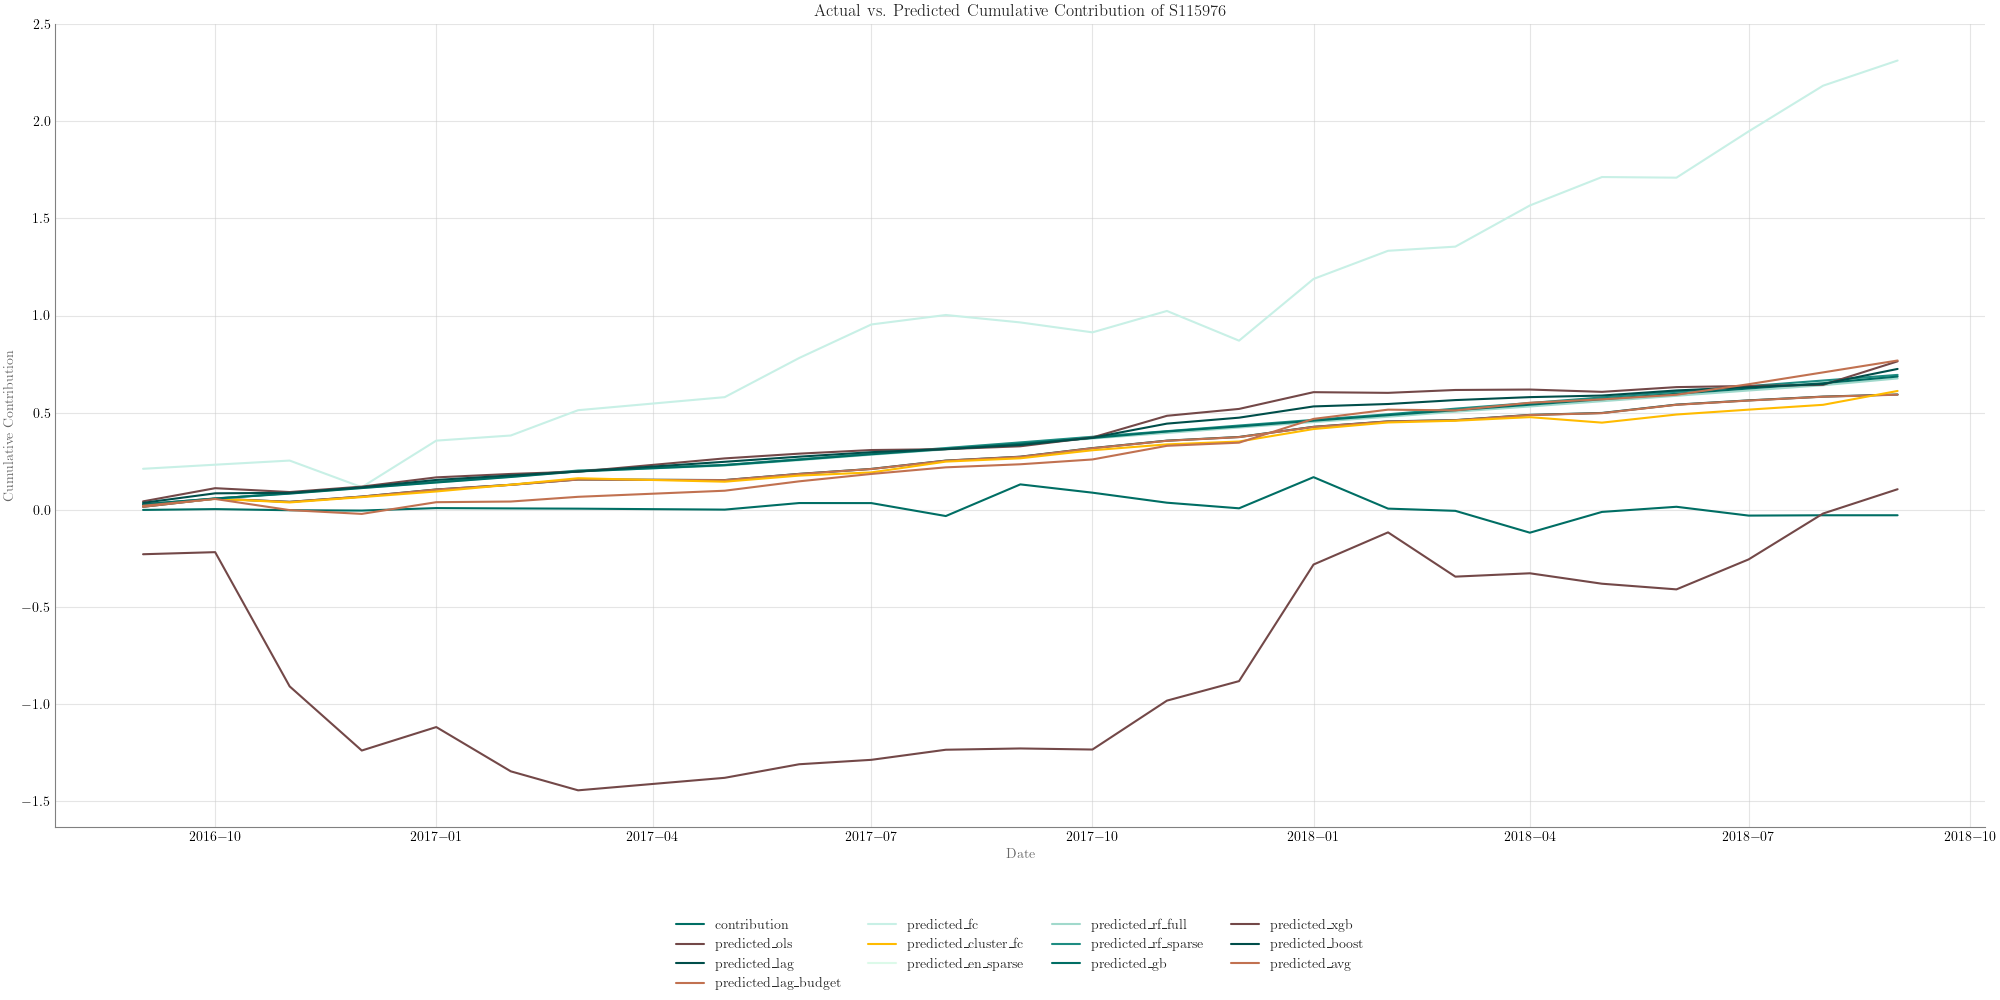 Actual vs. Predicted Cumulative Contribution of S115976
2.5
2.0
1.5
1.0
0.5
0.0
−0.5
−1.0
−1.5
Cumulative Contribution
2016−10 2017−01 2017−04 2017−07 2017−10 2018−01 2018−04 2018−07 2018−10
Date
contribution predicted_fc predicted_rf_full predicted_xgb
predicted_ols predicted_cluster_fc predicted_rf_sparse predicted_boost
predicted_lag predicted_en_sparse predicted_gb predicted_avg
predicted_lag_budget